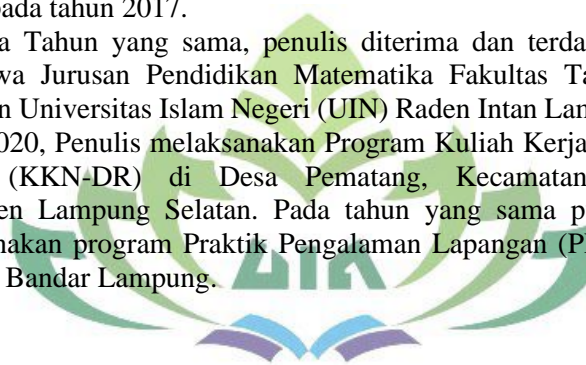 pada tahun 2017.
a Tahun yang sama, penulis diterima dan terda
wa Jurusan Pendidikan Matematika Fakultas Ta
n Universitas Islam Negeri (UIN) Raden Intan Lam
020, Penulis melaksanakan Program Kuliah Kerja
(KKN-DR) di Desa Pematang, Kecamatan
en Lampung Selatan. Pada tahun yang sama p
nakan program Praktik Pengalaman Lapangan (P
Bandar Lampung.